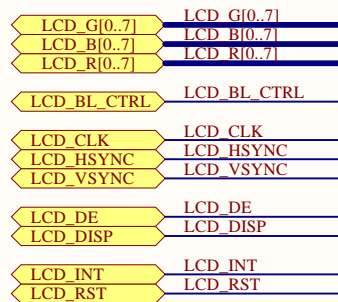 LCD_G[0..7] LCD_G[0..7]
LCD_B[0..7] LCD_B[0..7]
LCD_R[0..7] LCD_R[0..7]
LCD_BL_CTRL LCD_BL_CTRL
LCD_CLK LCD_CLK
LCD_HSYNC LCD_HSYNC
LCD_VSYNC LCD_VSYNC
LCD_DE LCD_DE
LCD_DISP LCD_DISP
LCD_INT LCD_INT
LCD_RST LCD_RST